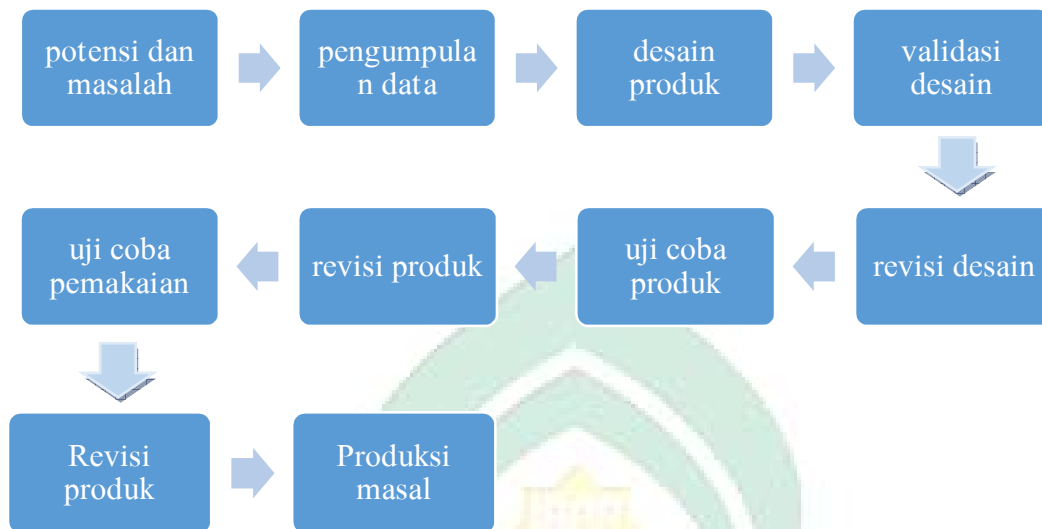 potensi dan
masalah
pengumpula
n data
desain
produk
validasi
desain
revisi desain
uji coba
produk
revisi produk
uji coba
pemakaian
Revisi
produk
Produksi
masal